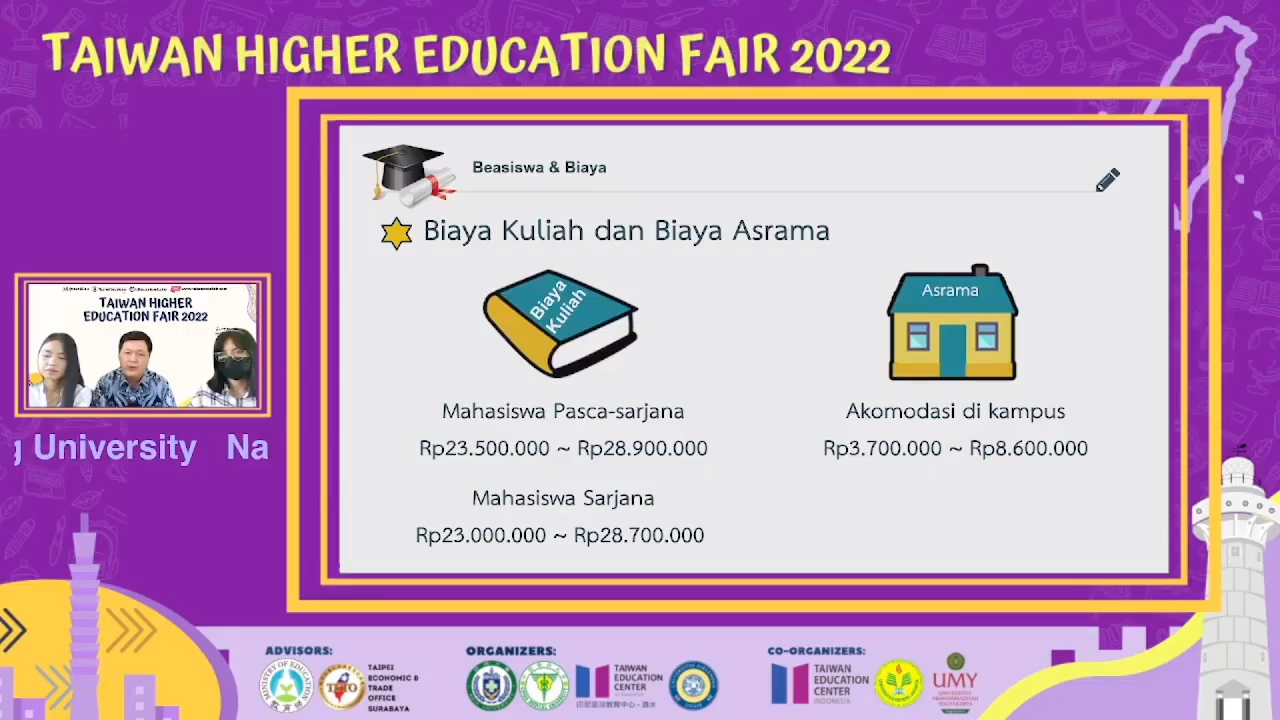 TAIWAN HIGHER EDUCATION FAIR 2022
Beasiswa & Biaya
Biaya Kuliah dan Biaya Asrama
Biaya
Kuliah
Asrama
Mahasiswa Pasca-sarjana
Rp23.500.000 ~ Rp28.900.000
Mahasiswa Sarjana
Rp23.000.000 ~ Rp28.700.000
Akomodasi di kampus
Rp3.700.000 ~ Rp8.600.000
TAIWAN HIGHER
EDUCATION FAIR 2022
g University Na
ADVISORS:
TAIPEI
ECONOMIC &
TRADE
OFFICE
SURABAYA
ORGANIZERS:
TAIWAN
EDUCATION
CENTER
CO-ORGANIZERS:
TAIWAN
EDUCATION
CENTER
INDONESIA
UMY